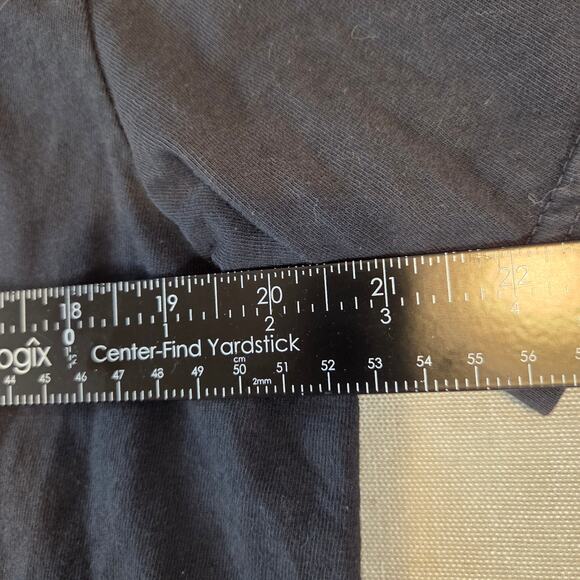 18 19 20 21 22
0 1 2 3 4
ogix Center-Find Yardstick
cm
44 45 46 47 48 49 50 51 52 53 54 55 56
2mm